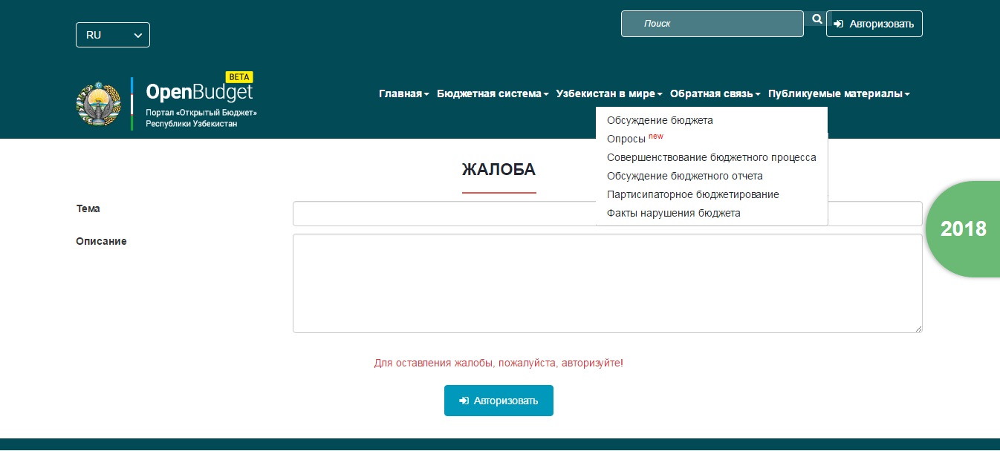 Поиск
Авторизовать
RU
BETA
OpenBudget
Портал «Открытый Бюджет»
Республики Узбекистан
Главная Бюджетная система Узбекистан в мире Обратная связь Публикуемые материалы
Обсуждение бюджета
Опросы new
Совершенствование бюджетного процесса
Обсуждение бюджетного отчета
Партисипаторное бюджетирование
Факты нарушения бюджета
ЖАЛОБА
Тема
Описание
2018
Для оставления жалобы, пожалуйста, авторизуйте!
Авторизовать